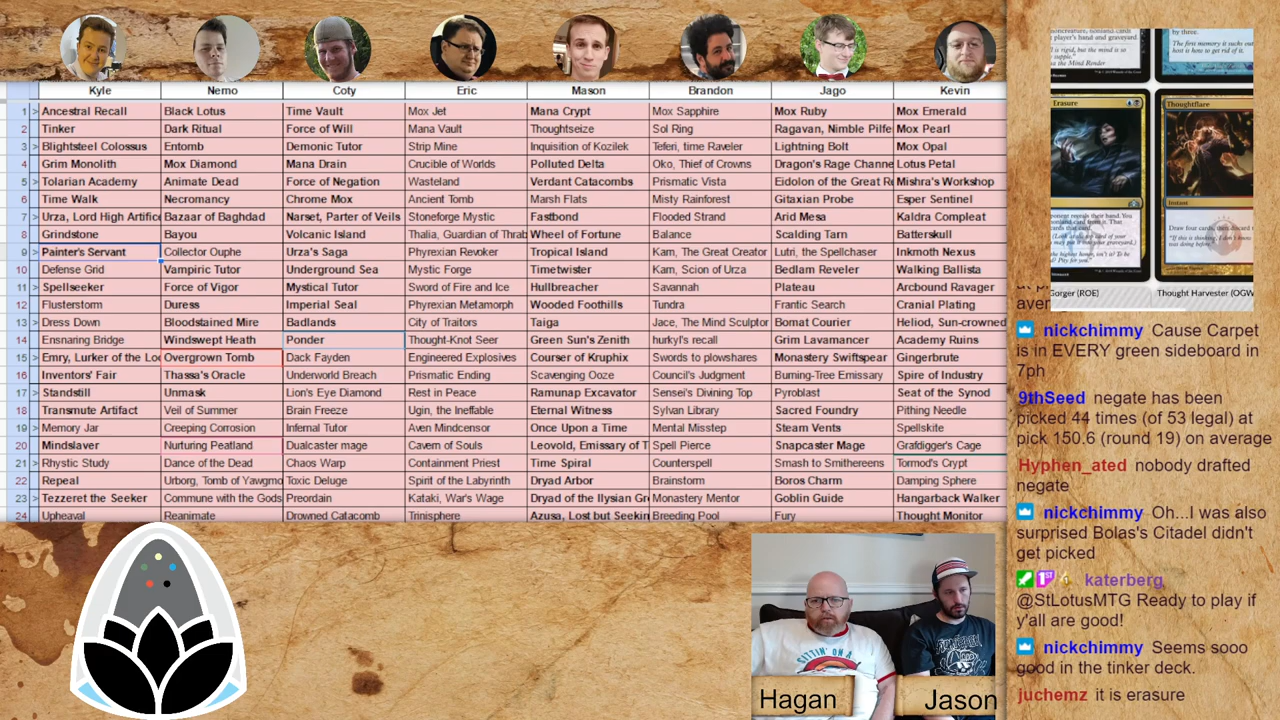 Kyle Nemo Coty Eric Mason Brandon Jago Kevin
1 > Ancestral Recall Black Lotus Time Vault Mox Jet Mana Crypt Mox Sapphire Mox Ruby Mox Emerald
2 Tinker Dark Ritual Force of Will Mana Vault Thoughtseize Sol Ring Ragavan, Nimble Pilfe Mox Pearl
3 > Blightsteel Colossus Entomb Demonic Tutor Strip Mine Inquisition of Kozilek Teferi, time Raveler Lightning Bolt Mox Opal
4 Grim Monolith Mox Diamond Mana Drain Crucible of Worlds Polluted Delta Oko, Thief of Crowns Dragon's Rage Channe Lotus Petal
5 > Tolarian Academy Animate Dead Force of Negation Wasteland Verdant Catacombs Prismatic Vista Eidolon of the Great Re Mishra's Workshop
6 Time Walk Necromancy Chrome Mox Ancient Tomb Marsh Flats Misty Rainforest Gitaxian Probe Esper Sentinel
7 > Urza, Lord High Artifice Bazaar of Baghdad Narset, Parter of Veils Stoneforge Mystic Fastbond Flooded Strand Arid Mesa Kaldra Compleat
8 Grindstone Bayou Volcanic Island Thalia, Guardian of Thrab Wheel of Fortune Balance Scalding Tarn Batterskull
9 > Painter's Servant Collector Ouphe Urza's Saga Phyrexian Revoker Tropical Island Karn, The Great Creator Lutri, the Spellchaser Inkmoth Nexus
10 Defense Grid Vampiric Tutor Underground Sea Mystic Forge Timetwister Karn, Scion of Urza Bedlam Reveler Walking Ballista
11 > Spellseeker Force of Vigor Mystical Tutor Sword of Fire and Ice Hullbreacher Savannah Plateau Arcbound Ravager
12 Flusterstorm Duress Imperial Seal Phyrexian Metamorph Wooded Foothills Tundra Frantic Search Cranial Plating
13 > Dress Down Bloodstained Mire Badlands City of Traitors Taiga Jace, The Mind Sculptor Bomat Courier Heliod, Sun-crowned
14 Ensnaring Bridge Windswept Heath Ponder Thought-Knot Seer Green Sun's Zenith hurkyl's recall Grim Lavamancer Academy Ruins
15 > Emry, Lurker of the Loc Overgrown Tomb Dack Fayden Engineered Explosives Courser of Kruphix Swords to plowshares Monastery Swiftspear Gingerbrute
16 Inventors' Fair Thassa's Oracle Underworld Breach Prismatic Ending Scavenging Ooze Council's Judgment Burning-Tree Emissary Spire of Industry
17 > Standstill Unmask Lion's Eye Diamond Rest in Peace Ramunap Excavator Sensei's Divining Top Pyroblast Seat of the Synod
18 Transmute Artifact Veil of Summer Brain Freeze Ugin, the Ineffable Eternal Witness Sylvan Library Sacred Foundry Pithing Needle
19 > Memory Jar Creeping Corrosion Infernal Tutor Aven Mindcensor Once Upon a Time Mental Misstep Steam Vents Spellskite
20 Mindslaver Nurturing Peatland Dualcaster mage Cavern of Souls Leovold, Emissary of T Spell Pierce Snapcaster Mage Grafdigger's Cage
21 > Rhystic Study Dance of the Dead Chaos Warp Containment Priest Time Spiral Counterspell Smash to Smithereens Tormod's Crypt
22 Repeal Urborg, Tomb of Yawgmo Toxic Deluge Spirit of the Labyrinth Dryad Arbor Brainstorm Boros Charm Damping Sphere
23 > Tezzeret the Seeker Commune with the Gods Preordain Kataki, War's Wage Dryad of the Ilysian Gr Monastery Mentor Goblin Guide Hangarback Walker
24 Upheaval Reanimate Drowned Catacomb Trinisphere Azusa, Lost but Seekin Breeding Pool Fury Thought Monitor
Hagan Jason
Erasure Thoughtflare
Instant
Gorger (ROE) Thought Harvester (OGW
nickchimmy Cause Carpet
is in EVERY green sideboard in
7ph
9thSeed negate has been
picked 44 times (of 53 legal) at
pick 150.6 (round 19) on average
Hyphen_ated nobody drafted
negate
nickchimmy Oh...I was also
surprised Bolas's Citadel didn't
get picked
katerberg
@StLotusMTG Ready to play if
y'all are good!
nickchimmy Seems sooo
good in the tinker deck.
juchemz it is erasure